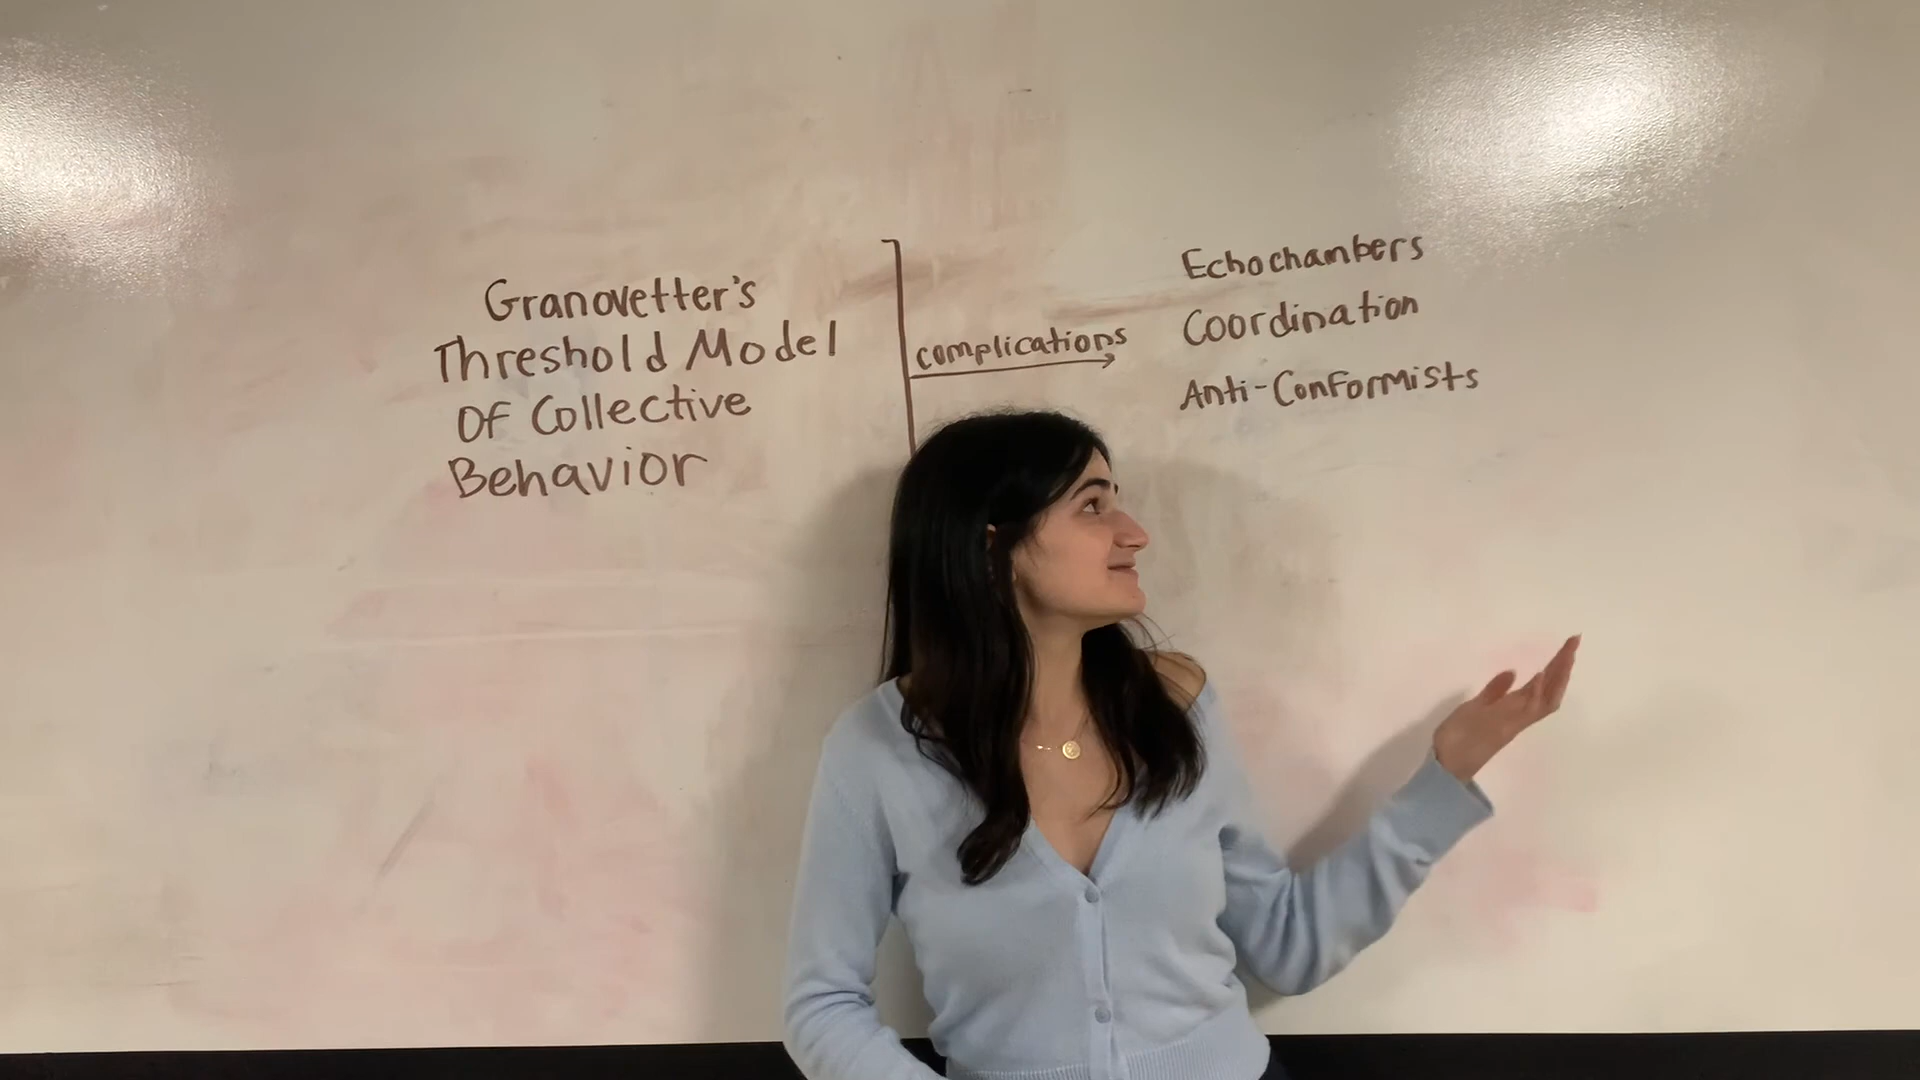 Granovetter's
Threshold Model
Of Collective
Behavior
complications
Echochambers
Coordination
Anti-Conformists